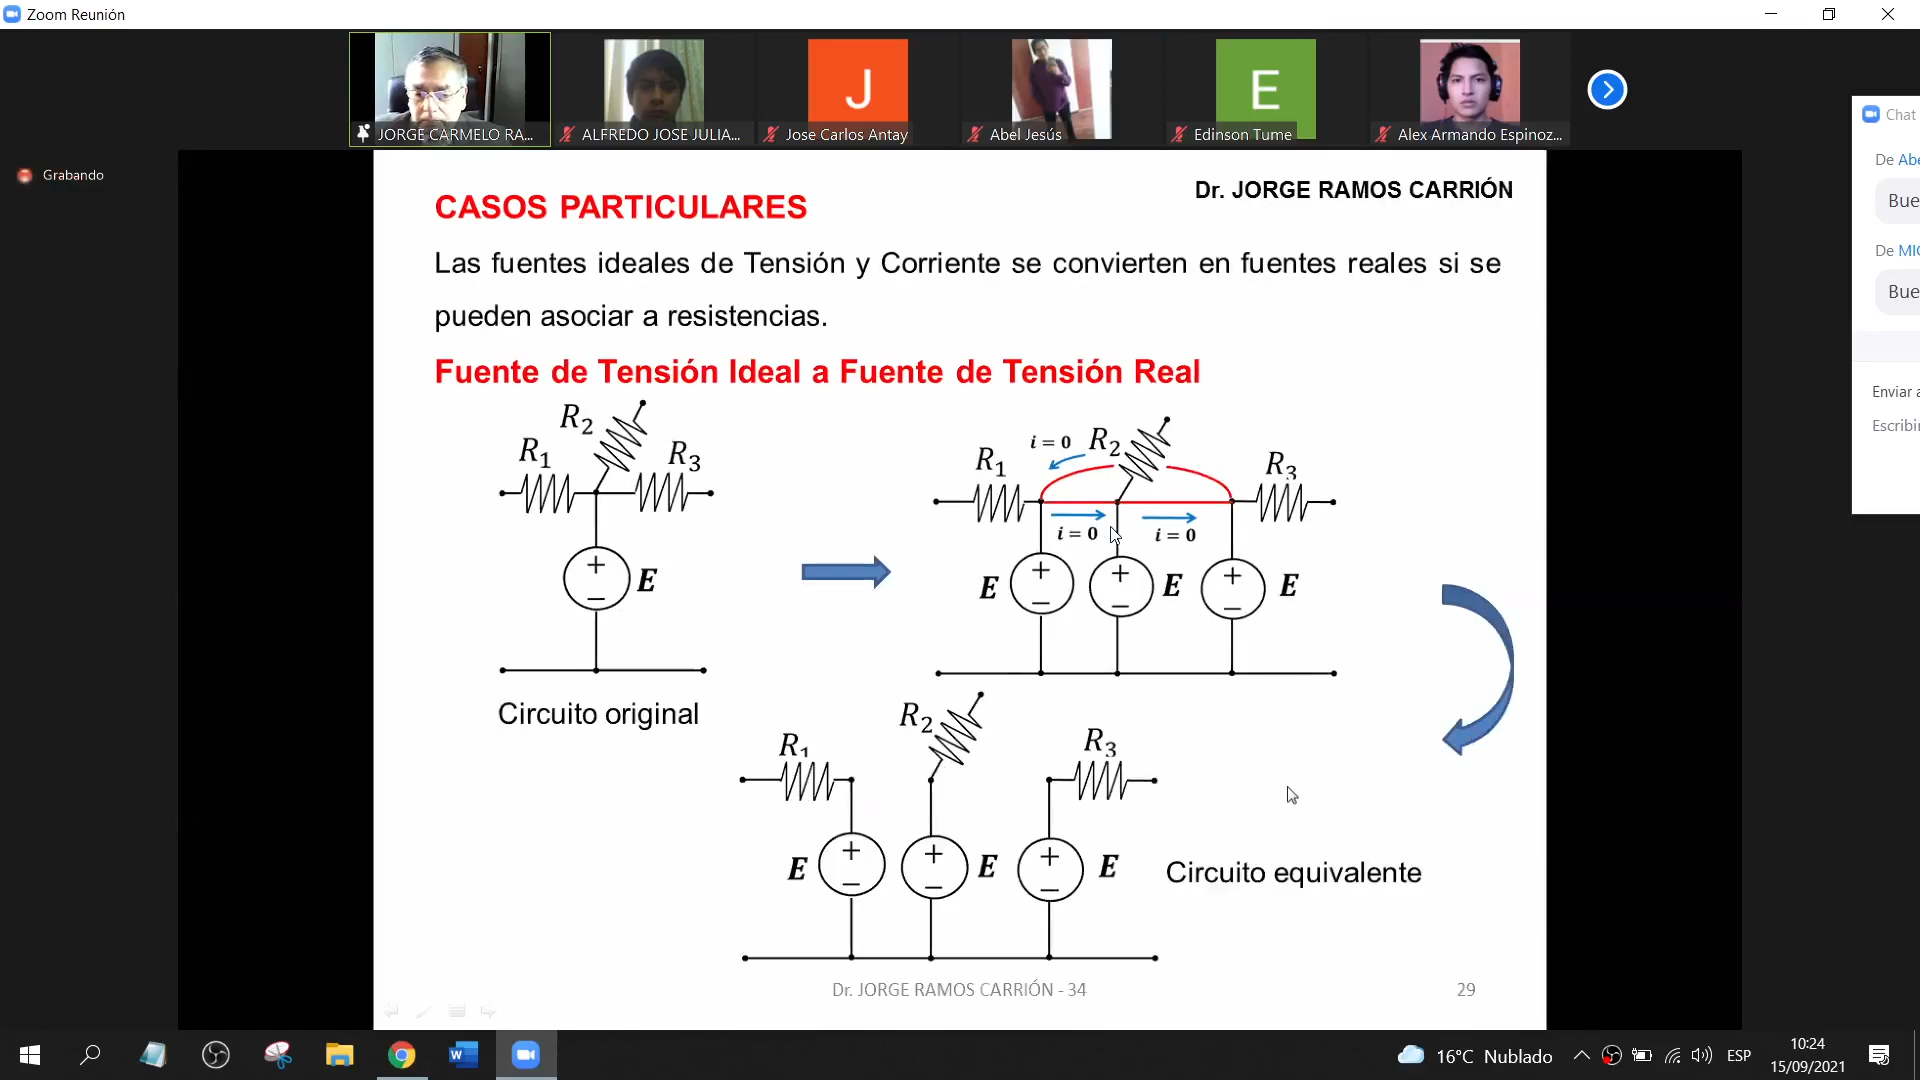 Zoom Reunión
JORGE CARMELO RA...
ALFREDO JOSE JULIA...
J
Jose Carlos Antay
Abel Jesús
E
Edinson Tume
Alex Armando Espinoz...
Chat
De Abe
Bue
De MIG
Bue
Enviar a
Escribir
Grabando
Dr. JORGE RAMOS CARRIÓN
CASOS PARTICULARES
Las fuentes ideales de Tensión y Corriente se convierten en fuentes reales si se
pueden asociar a resistencias.
Fuente de Tensión Ideal a Fuente de Tensión Real
R₂
R₁
R₃
+
−
E
Circuito original
i = 0
R₂
R₁
R₃
i = 0
i = 0
E
+
−
+
−
E
+
−
E
R₂
R₁
R₃
E
+
−
+
−
E
+
−
E
Circuito equivalente
Dr. JORGE RAMOS CARRIÓN - 34
29
16°C Nublado
ESP
10:24
15/09/2021